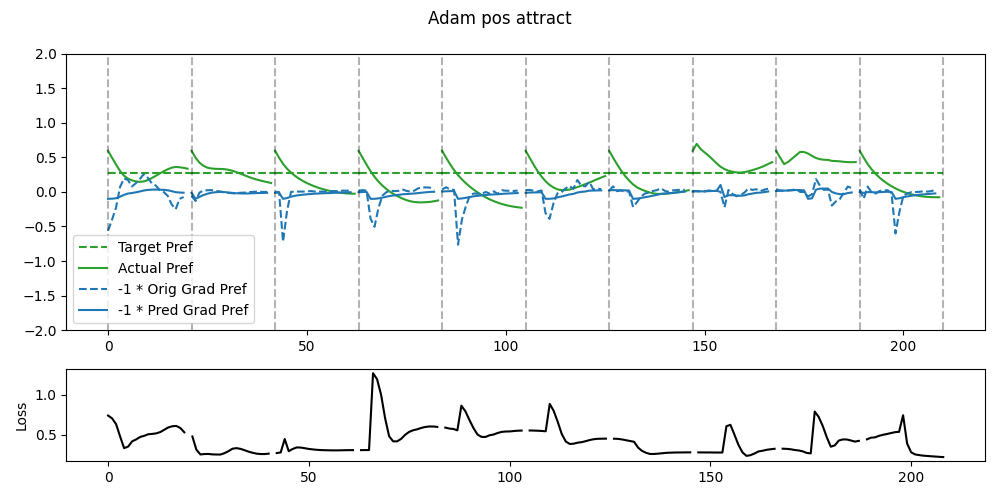 Adam pos attract
2.0
1.5
1.0
0.5
0.0
−0.5
−1.0
−1.5
−2.0
Target Pref
Actual Pref
-1 * Orig Grad Pref
-1 * Pred Grad Pref
0 50 100 150 200
Loss
1.0
0.5
0 50 100 150 200